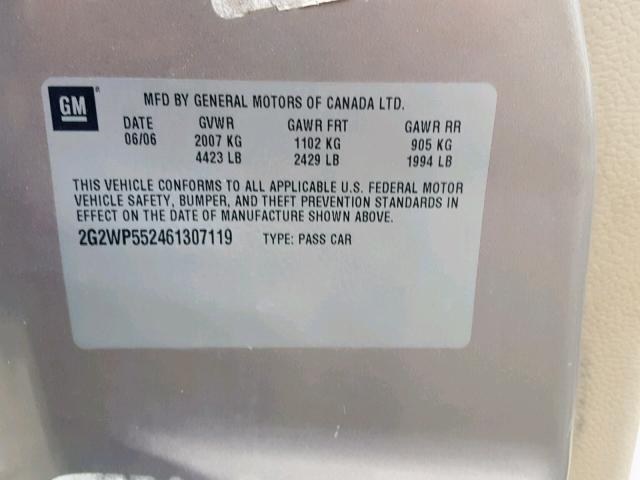 GM®
MFD BY GENERAL MOTORS OF CANADA LTD.
DATE GVWR GAWR FRT GAWR RR
06/06 2007 KG 1102 KG 905 KG
4423 LB 2429 LB 1994 LB
THIS VEHICLE CONFORMS TO ALL APPLICABLE U.S. FEDERAL MOTOR
VEHICLE SAFETY, BUMPER, AND THEFT PREVENTION STANDARDS IN
EFFECT ON THE DATE OF MANUFACTURE SHOWN ABOVE.
2G2WP552461307119 TYPE: PASS CAR